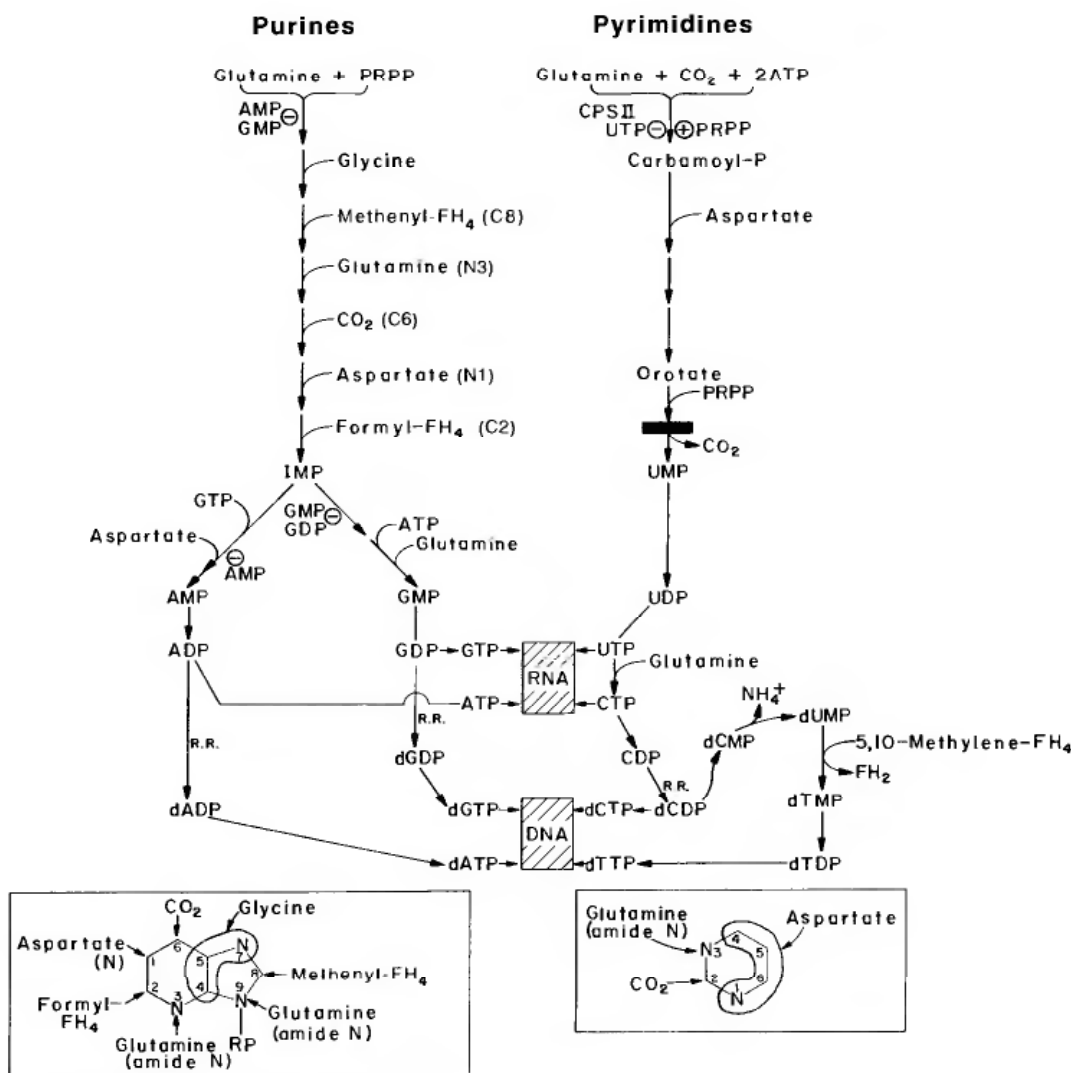 Purines
Pyrimidines
Glutamine + PRPP
Glutamine + CO₂ + 2ATP
AMP ⊖
GMP
CPSII
UTP ⊖ ⊕ PRPP
Glycine
Carbamoyl-P
Methenyl-FH₄ (C8)
Aspartate
Glutamine (N3)
CO₂ (C6)
Aspartate (N1)
Orotate
PRPP
Formyl-FH₄ (C2)
CO₂
IMP
UMP
GTP
GMP ⊖
GDP
ATP
Aspartate
Glutamine
⊖
AMP
AMP
GMP
UDP
ADP
GDP
GTP
RNA
UTP
Glutamine
ATP
CTP
NH₄⁺
dUMP
R.R.
R.R.
dCMP
5,10-Methylene-FH₄
dGDP
CDP
FH₂
R.R.
dTMP
dADP
dGTP
DNA
dCTP
dCDP
dATP
dTTP
dTDP
CO₂
Glycine
Aspartate
(N)
6
N
7
1
5
8
Methenyl-FH₄
2
4
9
Formyl-
FH₄
3
N
N
Glutamine
(amide N)
RP
Glutamine
(amide N)
Glutamine
(amide N)
Aspartate
4
N3
5
CO₂
2
6
1
N